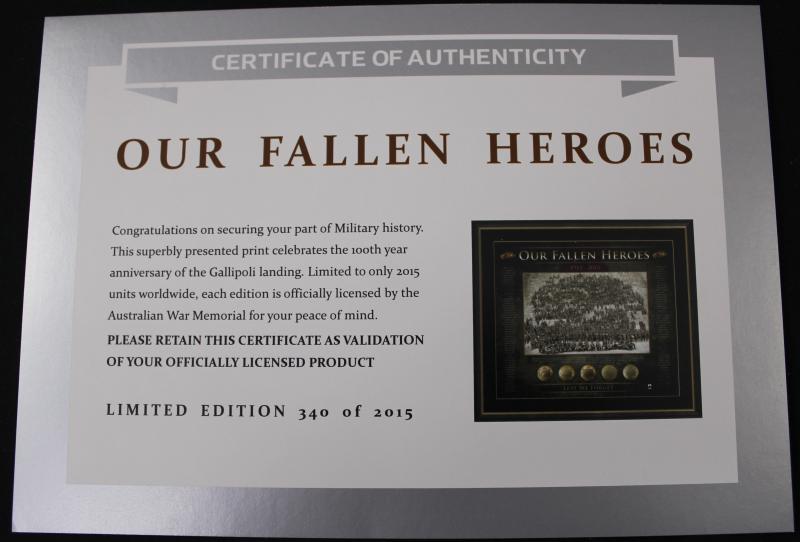 CERTIFICATE OF AUTHENTICITY
OUR FALLEN HEROES
Congratulations on securing your part of Military history.
This superbly presented print celebrates the 100th year
anniversary of the Gallipoli landing. Limited to only 2015
units worldwide, each edition is officially licensed by the
Australian War Memorial for your peace of mind.
PLEASE RETAIN THIS CERTIFICATE AS VALIDATION
OF YOUR OFFICIALLY LICENSED PRODUCT
LIMITED EDITION 340 of 2015
OUR FALLEN HEROES
LEST WE FORGET